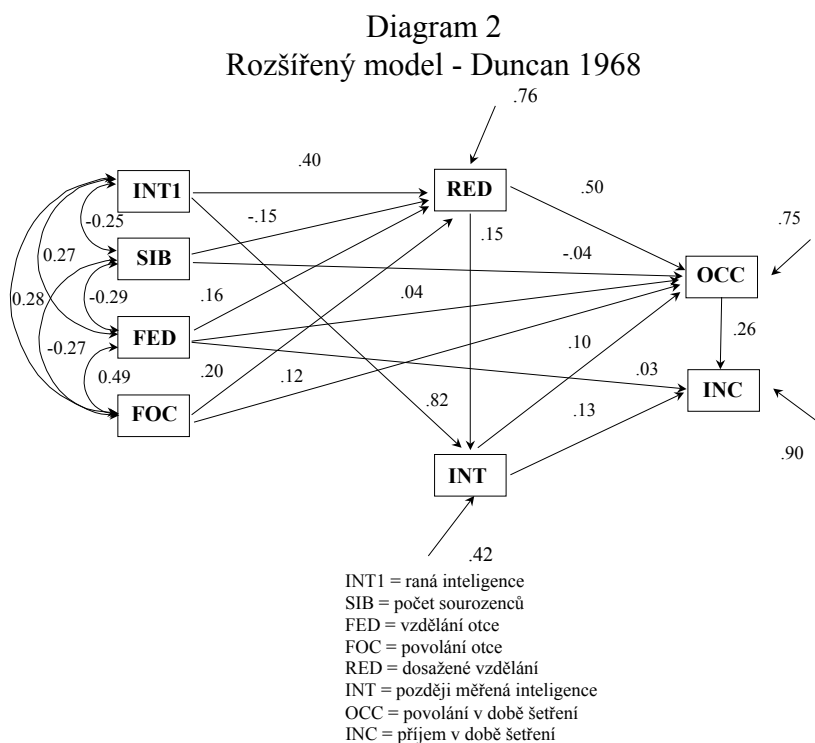 Diagram 2
Rozšířený model - Duncan 1968
.76
INT1
.40
RED
.50
-0.25
-.15
.15
.75
SIB
-.04
OCC
0.27
0.28
-0.29
.16
.04
FED
.10
.26
-0.27
.03
0.49
.20
.12
INC
FOC
.82
.13
.90
INT
.42
INT1 = raná inteligence
SIB = počet sourozenců
FED = vzdělání otce
FOC = povolání otce
RED = dosažené vzdělání
INT = později měřená inteligence
OCC = povolání v době šetření
INC = příjem v době šetření